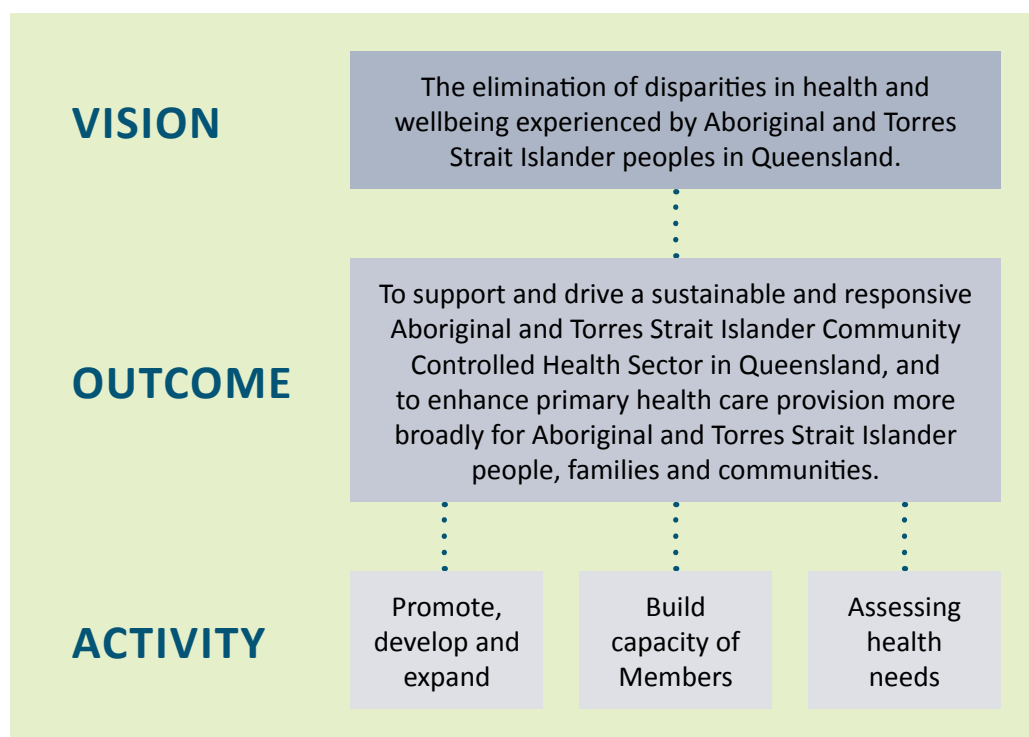 VISION
The elimination of disparities in health and
wellbeing experienced by Aboriginal and Torres
Strait Islander peoples in Queensland.
OUTCOME
To support and drive a sustainable and responsive
Aboriginal and Torres Strait Islander Community
Controlled Health Sector in Queensland, and
to enhance primary health care provision more
broadly for Aboriginal and Torres Strait Islander
people, families and communities.
ACTIVITY
Promote,
develop and
expand
Build
capacity of
Members
Assessing
health
needs